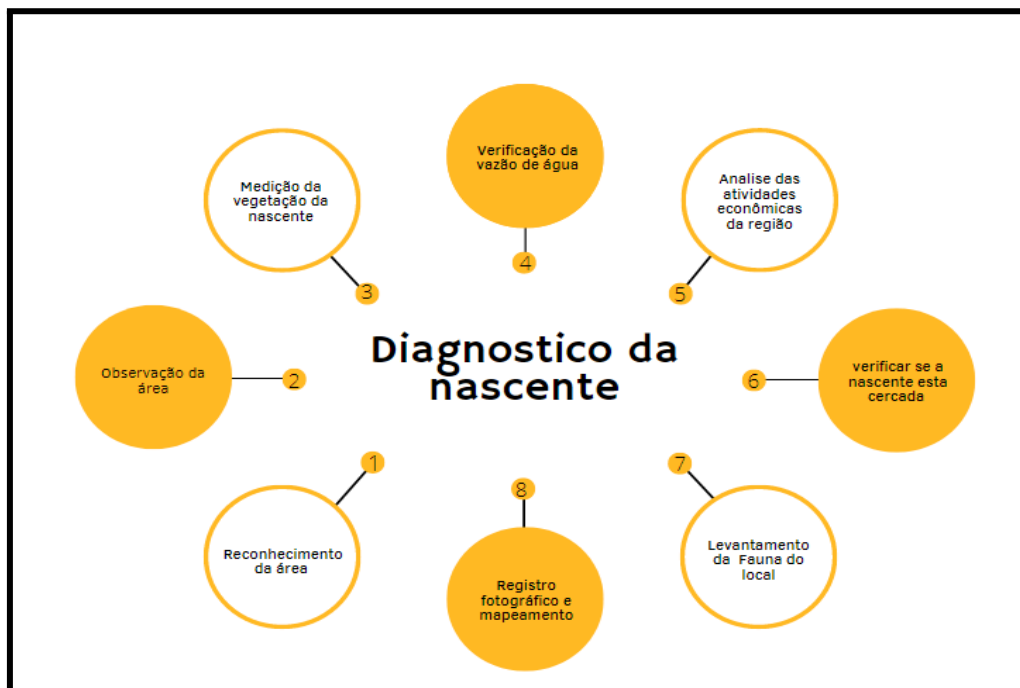 Verificação da
vazão de água
4
Medição da
vegetação da
nascente
3
Analise das
atividades
econômicas
da região
5
Diagnostico da
nascente
Observação da
área
2
6
verificar se a
nascente esta
cercada
1
Reconhecimento
da área
8
Registro
fotográfico e
mapeamento
7
Levantamento
da Fauna do
local